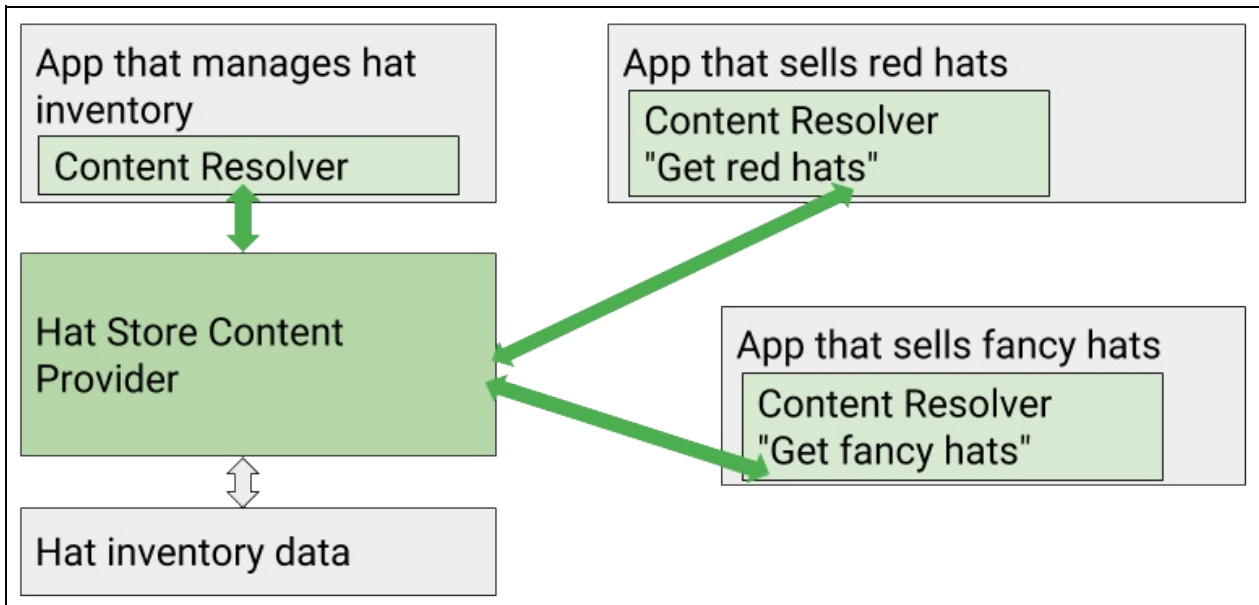 App that manages hat
inventory
Content Resolver
App that sells red hats
Content Resolver
"Get red hats"
Hat Store Content
Provider
App that sells fancy hats
Content Resolver
"Get fancy hats"
Hat inventory data